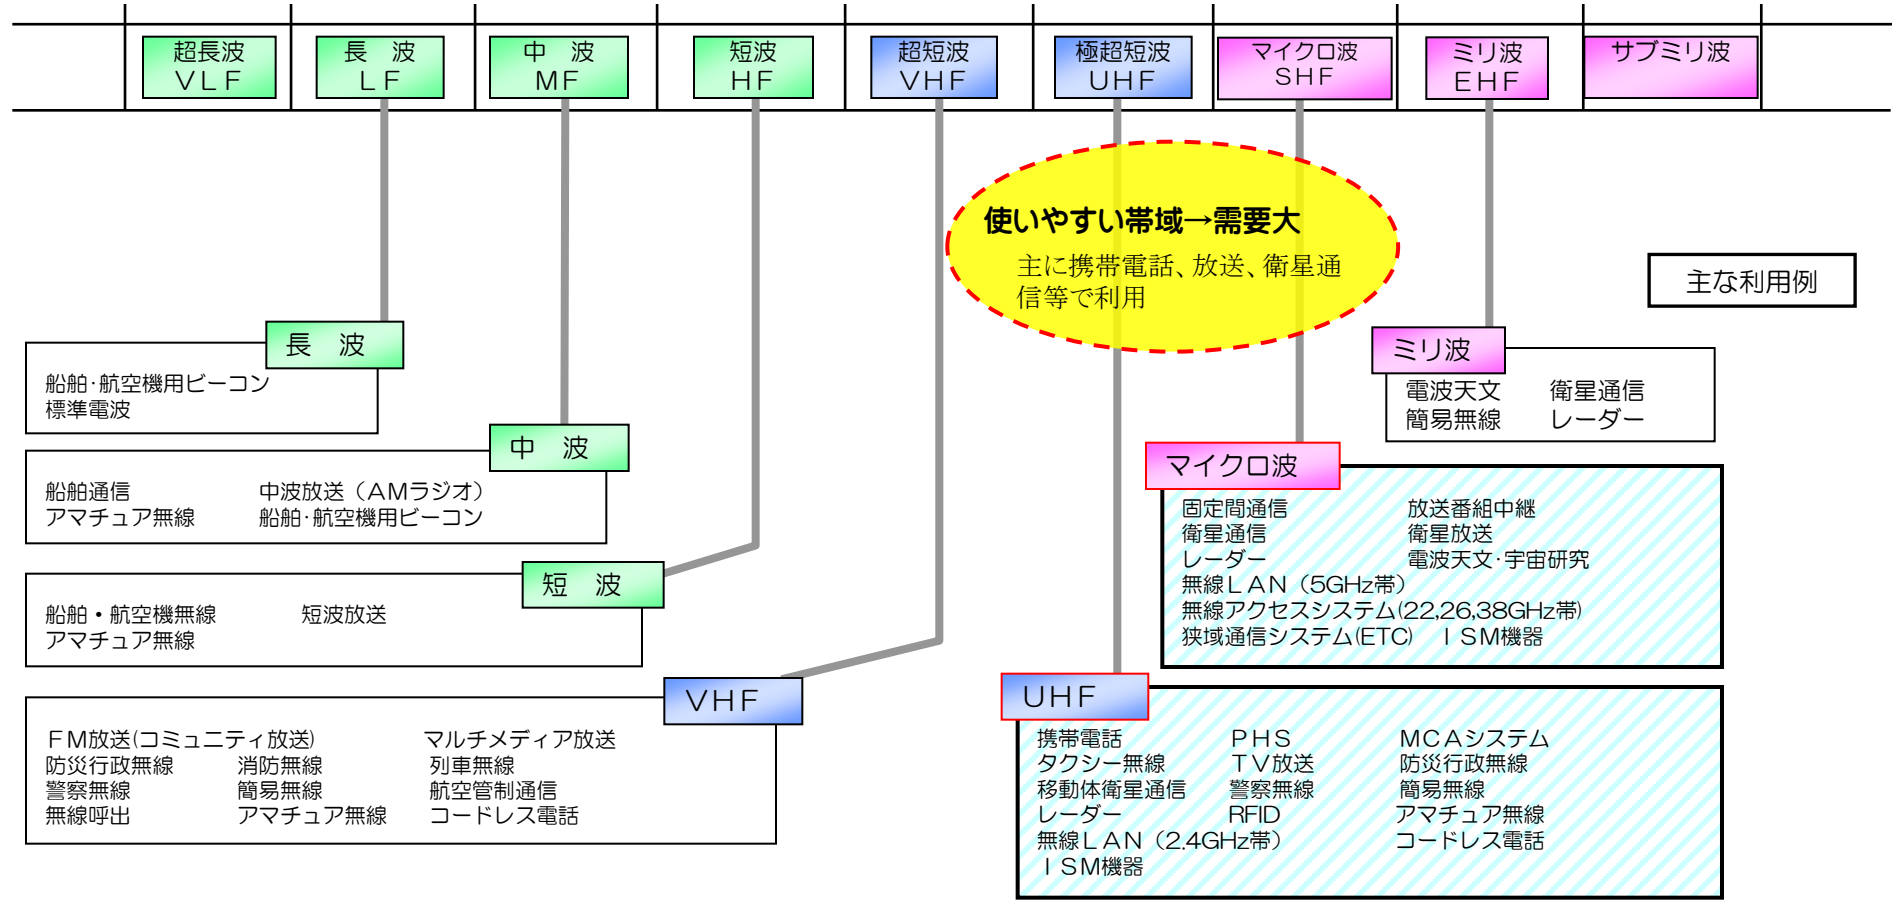 超長波
ＶＬＦ
長　波
ＬＦ
中　波
ＭＦ
短波
ＨＦ
超短波
ＶＨＦ
極超短波
ＵＨＦ
マイクロ波
ＳＨＦ
ミリ波
ＥＨＦ
サブミリ波
使いやすい帯域→需要大
主に携帯電話、放送、衛星通
信等で利用
主な利用例
長　波
船舶･航空機用ビーコン
標準電波
中　波
船舶通信　中波放送（ＡＭラジオ）
アマチュア無線　船舶･航空機用ビーコン
短　波
船舶・航空機無線　短波放送
アマチュア無線
ＶＨＦ
ＦＭ放送(コミュニティ放送)　マルチメディア放送
防災行政無線　消防無線　列車無線
警察無線　簡易無線　航空管制通信
無線呼出　アマチュア無線　コードレス電話
ミリ波
電波天文　衛星通信
簡易無線　レーダー
マイクロ波
固定間通信　放送番組中継
衛星通信　衛星放送
レーダー　電波天文･宇宙研究
無線ＬＡＮ（5GHz帯）
無線アクセスシステム(22,26,38GHz帯)
狭域通信システム(ETC)　ＩＳＭ機器
ＵＨＦ
携帯電話　ＰＨＳ　ＭＣＡシステム
タクシー無線　ＴＶ放送　防災行政無線
移動体衛星通信　警察無線　簡易無線
レーダー　RFID　アマチュア無線
無線ＬＡＮ（2.4GHz帯）　コードレス電話
ＩＳＭ機器